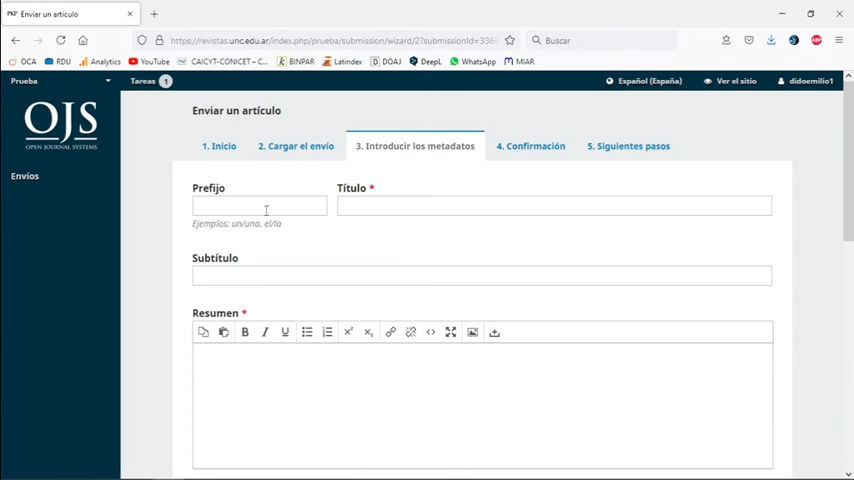 PKP Enviar un artículo
https://revistas.unc.edu.ar/index.php/prueba/submission/wizard/2?submissionId=336
Buscar
OCA RDU Analytics YouTube CAICYT-CONICET – C... BINPAR Latindex DOAJ DeepL WhatsApp MIAR
Prueba Tareas 1 Español (España) Ver el sitio didoemilio1
OJS
OPEN JOURNAL SYSTEMS
Envíos
Enviar un artículo
1. Inicio 2. Cargar el envío 3. Introducir los metadatos 4. Confirmación 5. Siguientes pasos
Prefijo Título *
Ejemplos: un/una, el/la
Subtítulo
Resumen *
B I U